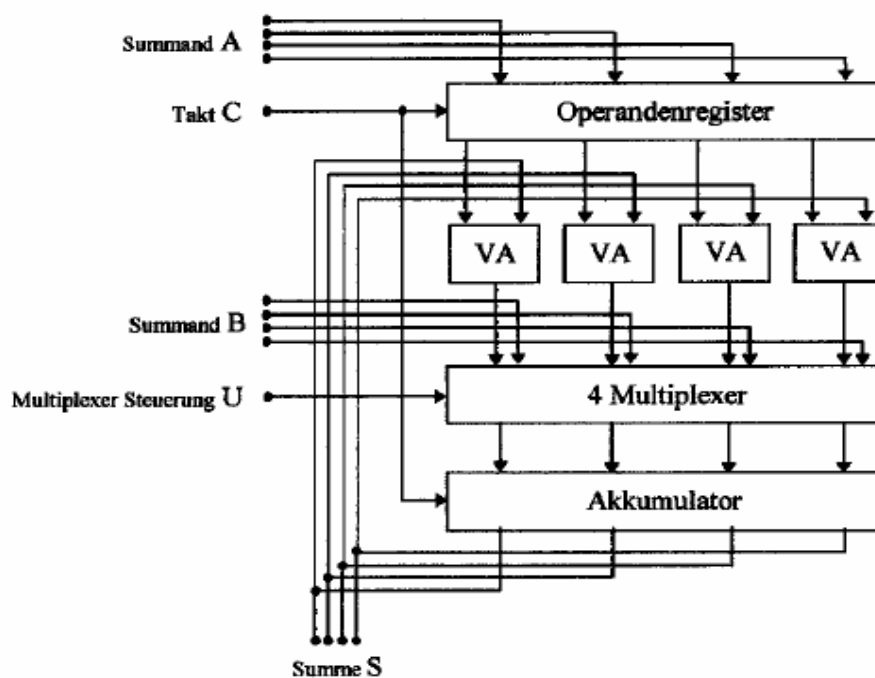 Summand A
Takt C
Operandenregister
VA VA VA VA
Summand B
Multiplexer Steuerung U
4 Multiplexer
Akkumulator
Summe S